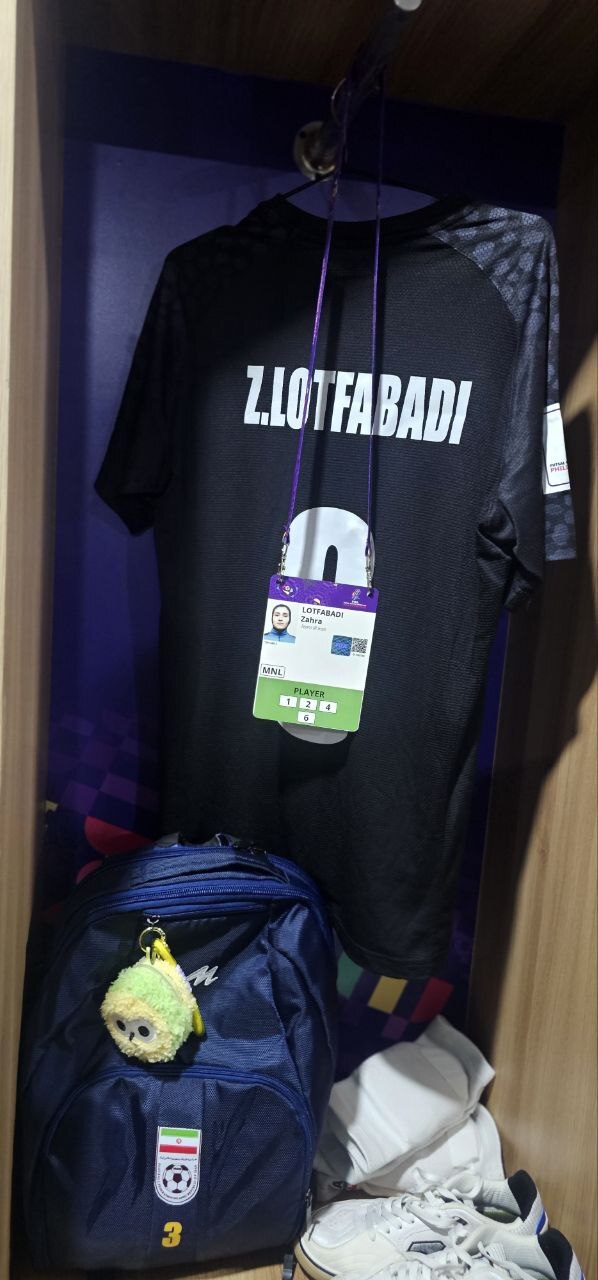 Z.LOTFABADI
LOTFABADI
Zahra
MNL
PLAYER
1 2 4
6
3